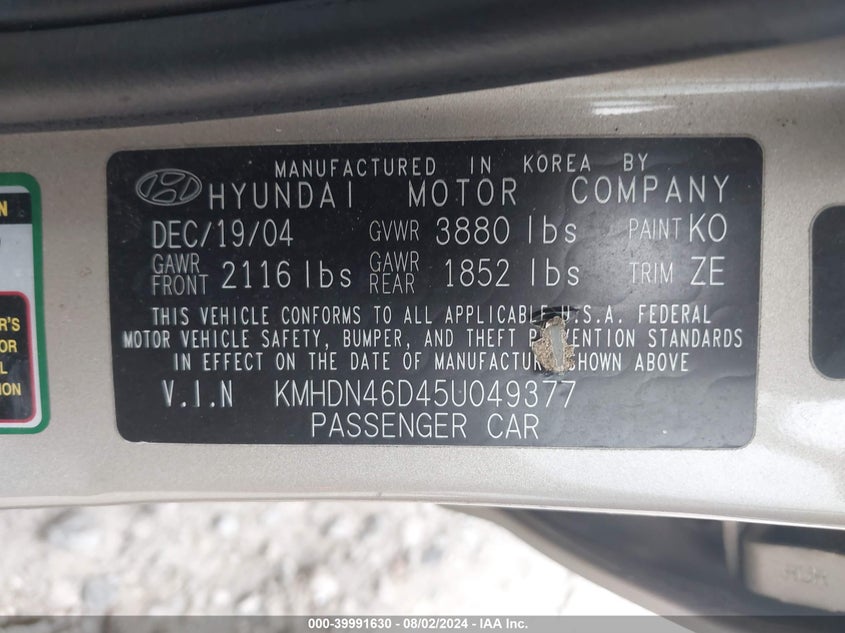 MANUFACTURED IN KOREA BY
HYUNDAI MOTOR COMPANY
DEC/19/04 GVWR 3880 lbs PAINT KO
GAWR FRONT 2116 lbs GAWR REAR 1852 lbs TRIM ZE
THIS VEHICLE CONFORMS TO ALL APPLICABLE U.S.A. FEDERAL
MOTOR VEHICLE SAFETY, BUMPER, AND THEFT STANDARDS
IN EFFECT ON THE DATE OF MANUFACTURE SHOWN ABOVE
V.I.N KMHDN46D45U049377
PASSENGER CAR
000-39991630 - 08/02/2024 - IAA Inc.